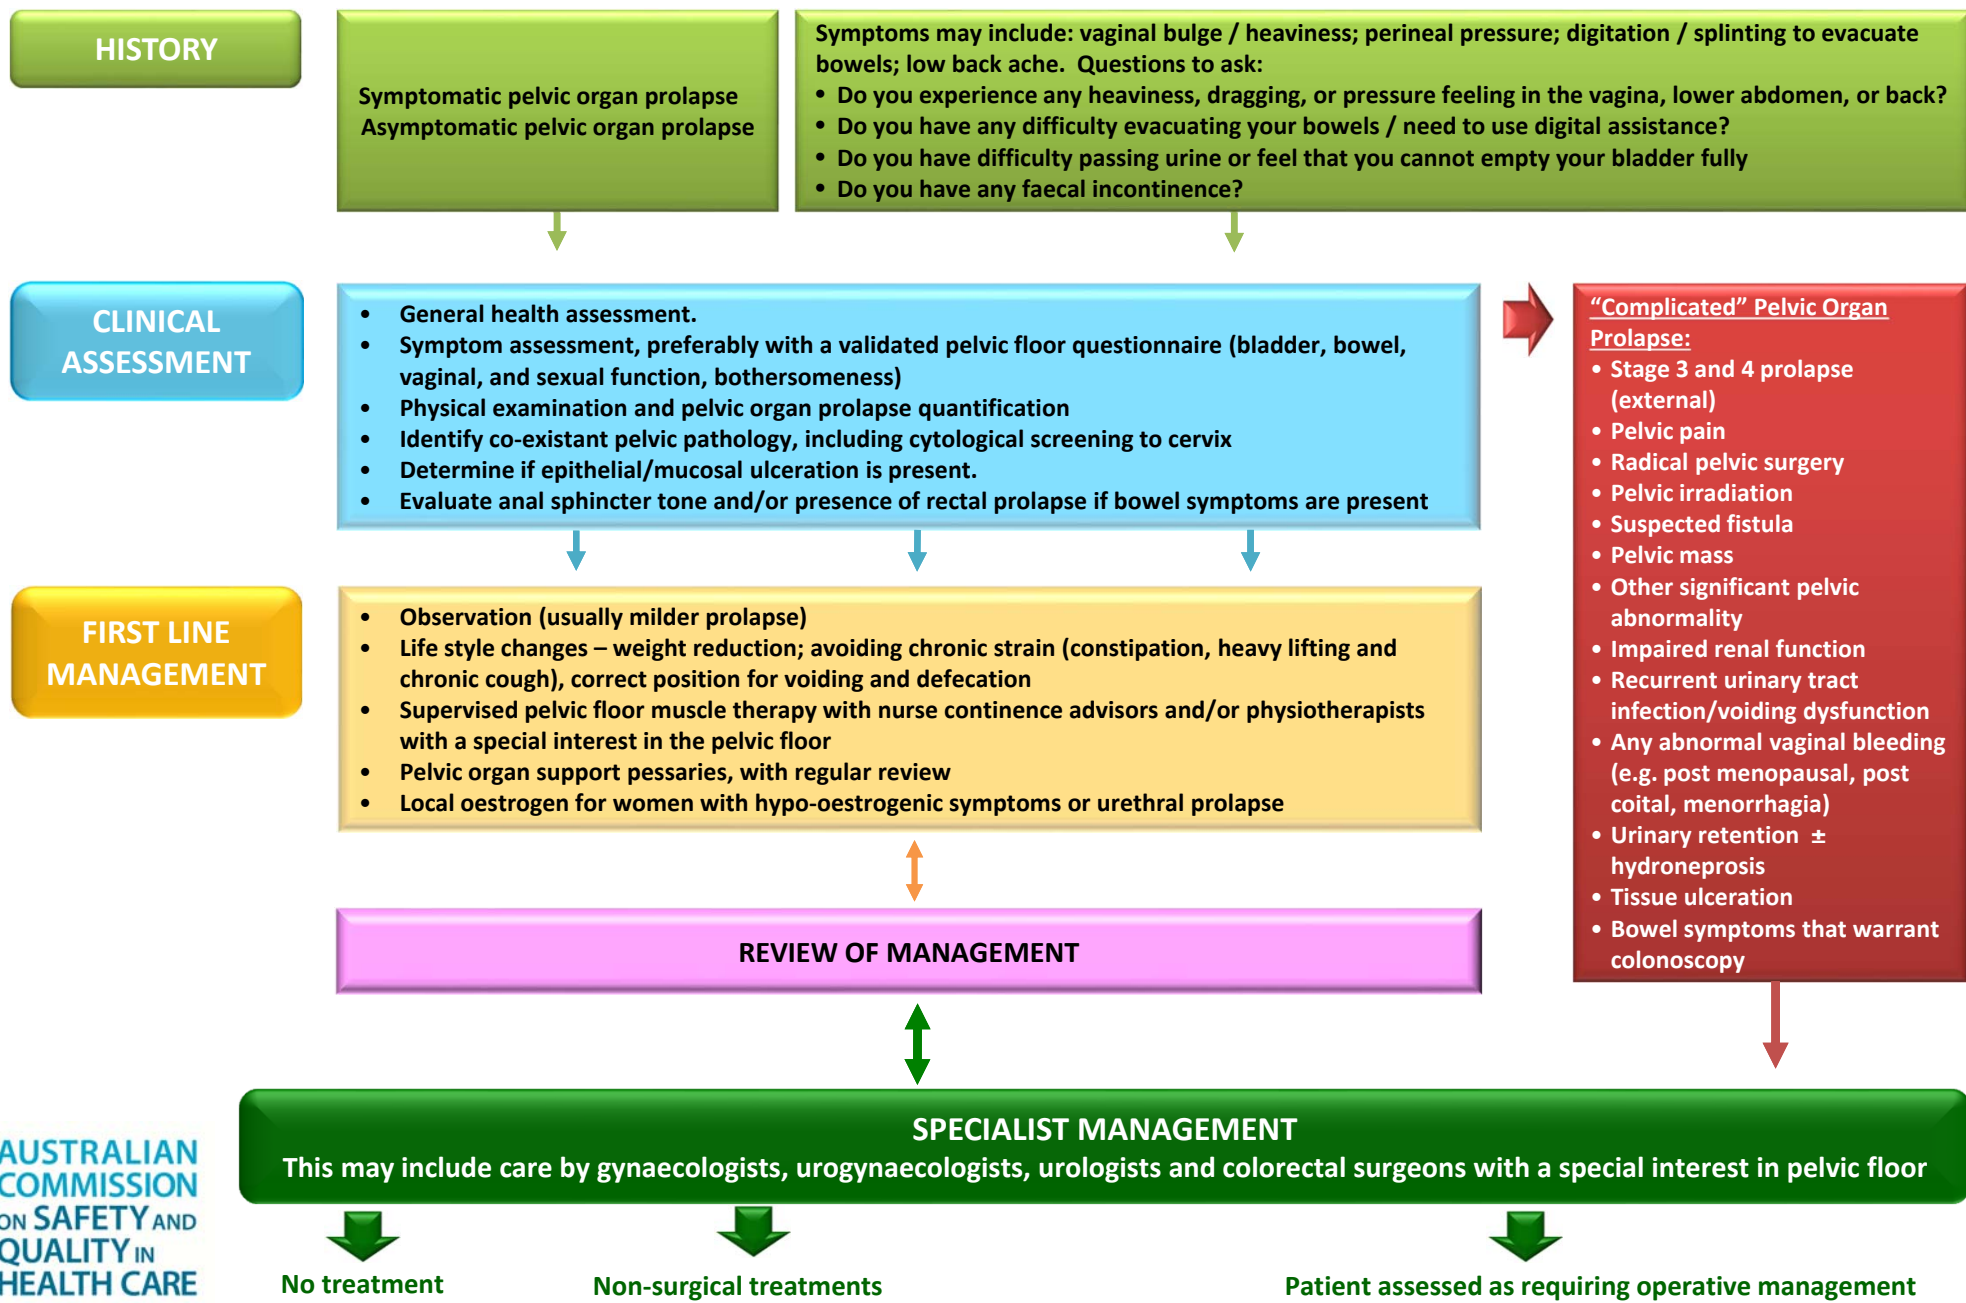 HISTORY
Symptomatic pelvic organ prolapse
Asymptomatic pelvic organ prolapse
Symptoms may include: vaginal bulge / heaviness; perineal pressure; digitation / splinting to evacuate
bowels; low back ache.  Questions to ask:
• Do you experience any heaviness, dragging, or pressure feeling in the vagina, lower abdomen, or back?
• Do you have any difficulty evacuating your bowels / need to use digital assistance?
• Do you have difficulty passing urine or feel that you cannot empty your bladder fully
• Do you have any faecal incontinence?
CLINICAL
ASSESSMENT
• General health assessment.
• Symptom assessment, preferably with a validated pelvic floor questionnaire (bladder, bowel,
vaginal, and sexual function, bothersomeness)
• Physical examination and pelvic organ prolapse quantification
• Identify co-existant pelvic pathology, including cytological screening to cervix
• Determine if epithelial/mucosal ulceration is present.
• Evaluate anal sphincter tone and/or presence of rectal prolapse if bowel symptoms are present
"Complicated" Pelvic Organ
Prolapse:
• Stage 3 and 4 prolapse
(external)
• Pelvic pain
• Radical pelvic surgery
• Pelvic irradiation
• Suspected fistula
• Pelvic mass
• Other significant pelvic
abnormality
• Impaired renal function
• Recurrent urinary tract
infection/voiding dysfunction
• Any abnormal vaginal bleeding
(e.g. post menopausal, post
coital, menorrhagia)
• Urinary retention  ±
hydroneprosis
• Tissue ulceration
• Bowel symptoms that warrant
colonoscopy
FIRST LINE
MANAGEMENT
• Observation (usually milder prolapse)
• Life style changes – weight reduction; avoiding chronic strain (constipation, heavy lifting and
chronic cough), correct position for voiding and defecation
• Supervised pelvic floor muscle therapy with nurse continence advisors and/or physiotherapists
with a special interest in the pelvic floor
• Pelvic organ support pessaries, with regular review
• Local oestrogen for women with hypo-oestrogenic symptoms or urethral prolapse
REVIEW OF MANAGEMENT
SPECIALIST MANAGEMENT
This may include care by gynaecologists, urogynaecologists, urologists and colorectal surgeons with a special interest in pelvic floor
AUSTRALIAN
COMMISSION
ON SAFETY AND
QUALITY IN
HEALTH CARE
No treatment
Non-surgical treatments
Patient assessed as requiring operative management